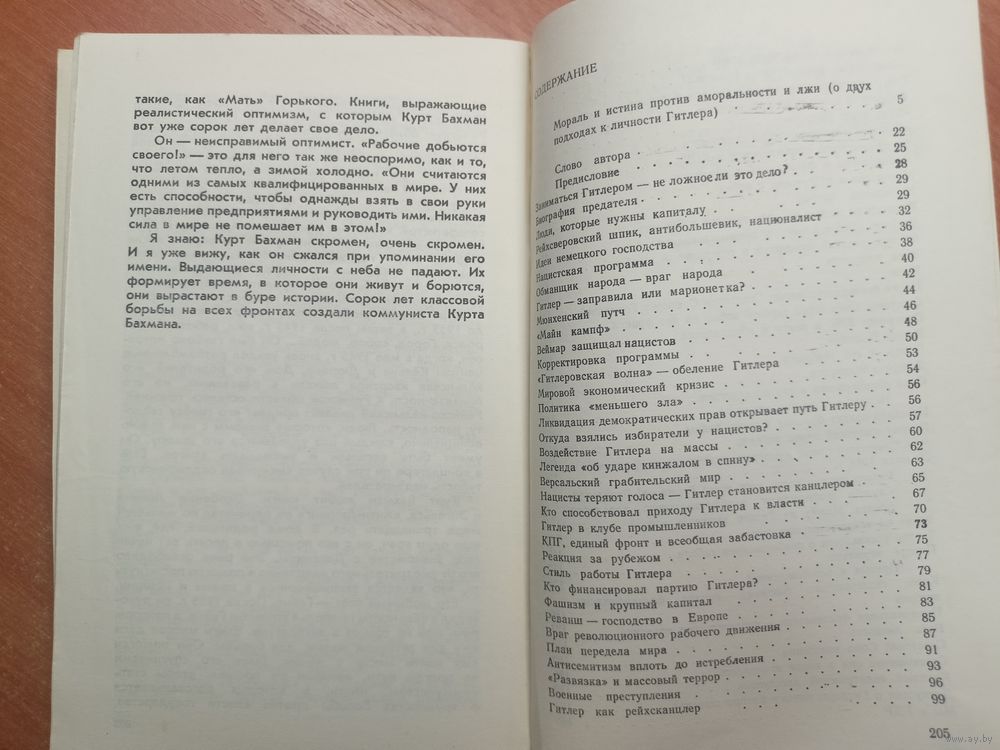 такие, как «Мать» Горького. Книги, выражающие
реалистический оптимизм, с которым Курт Бахман
вот уже сорок лет делает свое дело.
Он — неисправимый оптимист. «Рабочие добьются
своего!» — это для него так же неоспоримо, как и то,
что летом тепло, а зимой холодно. «Они считаются
одними из самых квалифицированных в мире. У них
есть способности, чтобы однажды взять в свои руки
управление предприятиями и руководить ими. Никакая
сила в мире не помешает им в этом!»
Я знаю: Курт Бахман скромен, очень скромен.
И я уже вижу, как он сжался при упоминании его
имени. Выдающиеся личности с неба не падают. Их
формирует время, в которое они живут и борются,
они вырастают в буре истории. Сорок лет классовой
борьбы на всех фронтах создали коммуниста Курта
Бахмана.
СОДЕРЖАНИЕ
Мораль и истина против аморальности и лжи (о двух
подходах к личности Гитлера) 5
Слово автора 22
Предисловие 25
Заниматься Гитлером — не ложное ли это дело? 28
Биография предателя 29
Люди, которые нужны капиталу 29
Рейхсверовский шпик, антибольшевик, националист 32
Идеи немецкого господства 36
Нацистская программа 38
Обманщик народа — враг народа 40
Гитлер — заправила или марионетка? 42
Мюнхенский путч 44
«Майн кампф» 46
Веймар защищал нацистов 48
Корректировка программы 50
«Гитлеровская волна» — обеление Гитлера 53
Мировой экономический кризис 54
Политика «меньшего зла» 56
Ликвидация демократических прав открывает путь Гитлеру 56
Откуда взялись избиратели у нацистов? 57
Воздействие Гитлера на массы 60
Легенда «об ударе кинжалом в спину» 62
Версальский грабительский мир 63
Нацисты теряют голоса — Гитлер становится канцлером 65
Кто способствовал приходу Гитлера к власти 67
Гитлер в клубе промышленников 70
КПГ, единый фронт и всеобщая забастовка 73
Реакция за рубежом 75
Стиль работы Гитлера 77
Кто финансировал партию Гитлера? 79
Фашизм и крупный капитал 81
Реванш — господство в Европе 83
Враг революционного рабочего движения 85
План передела мира 87
Антисемитизм вплоть до истребления 91
«Развязка» и массовый террор 93
Военные преступления 96
Гитлер как рейхсканцлер 99
205
www.ay.by